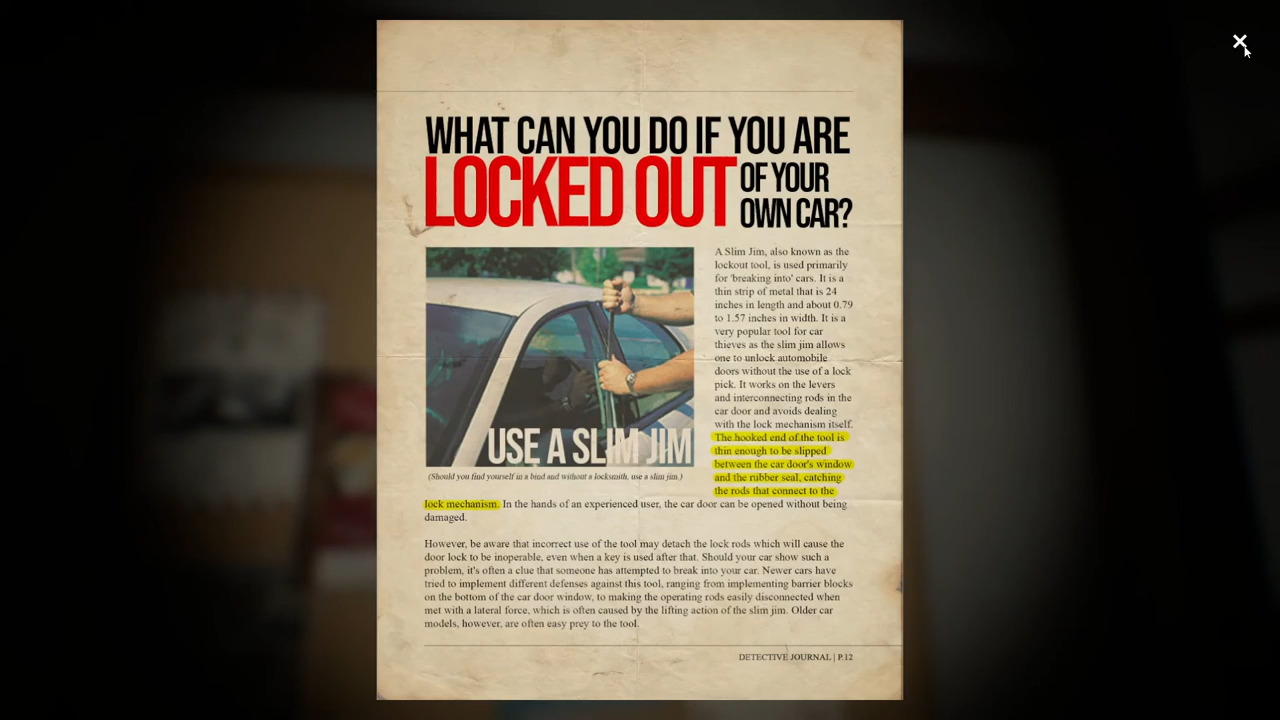 WHAT CAN YOU DO IF YOU ARE
LOCKED OUT OF YOUR
OWN CAR?
A Slim Jim, also known as the
lockout tool, is used primarily
for 'breaking into' cars. It is a
thin strip of metal that is 24
inches in length and about 0.79
to 1.57 inches in width. It is a
very popular tool for car
thieves as the slim jim allows
one to unlock automobile
doors without the use of a lock
pick. It works on the levers
and interconnecting rods in the
car door and avoids dealing
with the lock mechanism itself.
The hooked end of the tool is
thin enough to be slipped
between the car door's window
and the rubber seal, catching
the rods that connect to the
USE A SLIM JIM
(Should you find yourself in a bind and without a locksmith, use a slim jim.)
lock mechanism. In the hands of an experienced user, the car door can be opened without being
damaged.
However, be aware that incorrect use of the tool may detach the lock rods which will cause the
door lock to be inoperable, even when a key is used after that. Should your car show such a
problem, it's often a clue that someone has attempted to break into your car. Newer cars have
tried to implement different defenses against this tool, ranging from implementing barrier blocks
on the bottom of the car door window, to making the operating rods easily disconnected when
met with a lateral force, which is often caused by the lifting action of the slim jim. Older car
models, however, are often easy prey to the tool.
DETECTIVE JOURNAL | P.12